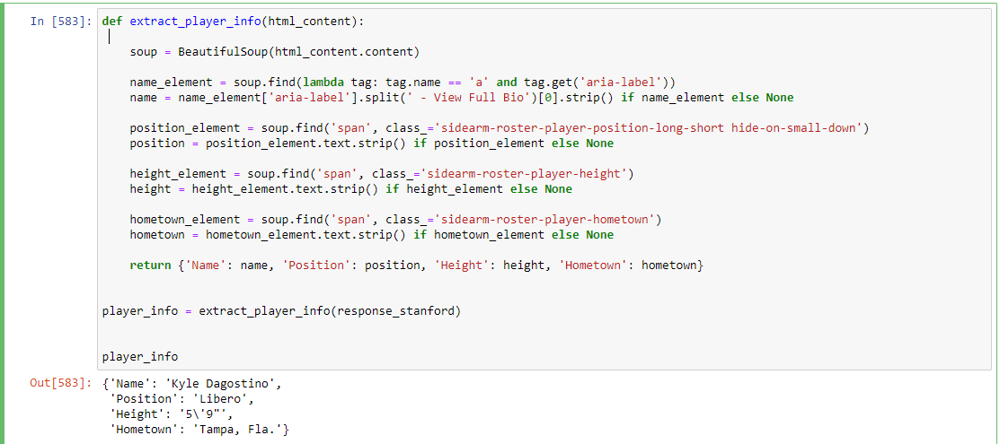 In [583]: def extract_player_info(html_content):
soup = BeautifulSoup(html_content.content)
name_element = soup.find(lambda tag: tag.name == 'a' and tag.get('aria-label'))
name = name_element['aria-label'].split(' - View Full Bio')[0].strip() if name_element else None
position_element = soup.find('span', class_='sidearm-roster-player-position-long-short hide-on-small-down')
position = position_element.text.strip() if position_element else None
height_element = soup.find('span', class_='sidearm-roster-player-height')
height = height_element.text.strip() if height_element else None
hometown_element = soup.find('span', class_='sidearm-roster-player-hometown')
hometown = hometown_element.text.strip() if hometown_element else None
return {'Name': name, 'Position': position, 'Height': height, 'Hometown': hometown}
player_info = extract_player_info(response_stanford)
player_info
Out[583]: {'Name': 'Kyle Dagostino',
'Position': 'Libero',
'Height': '5\'9"',
'Hometown': 'Tampa, Fla.'}